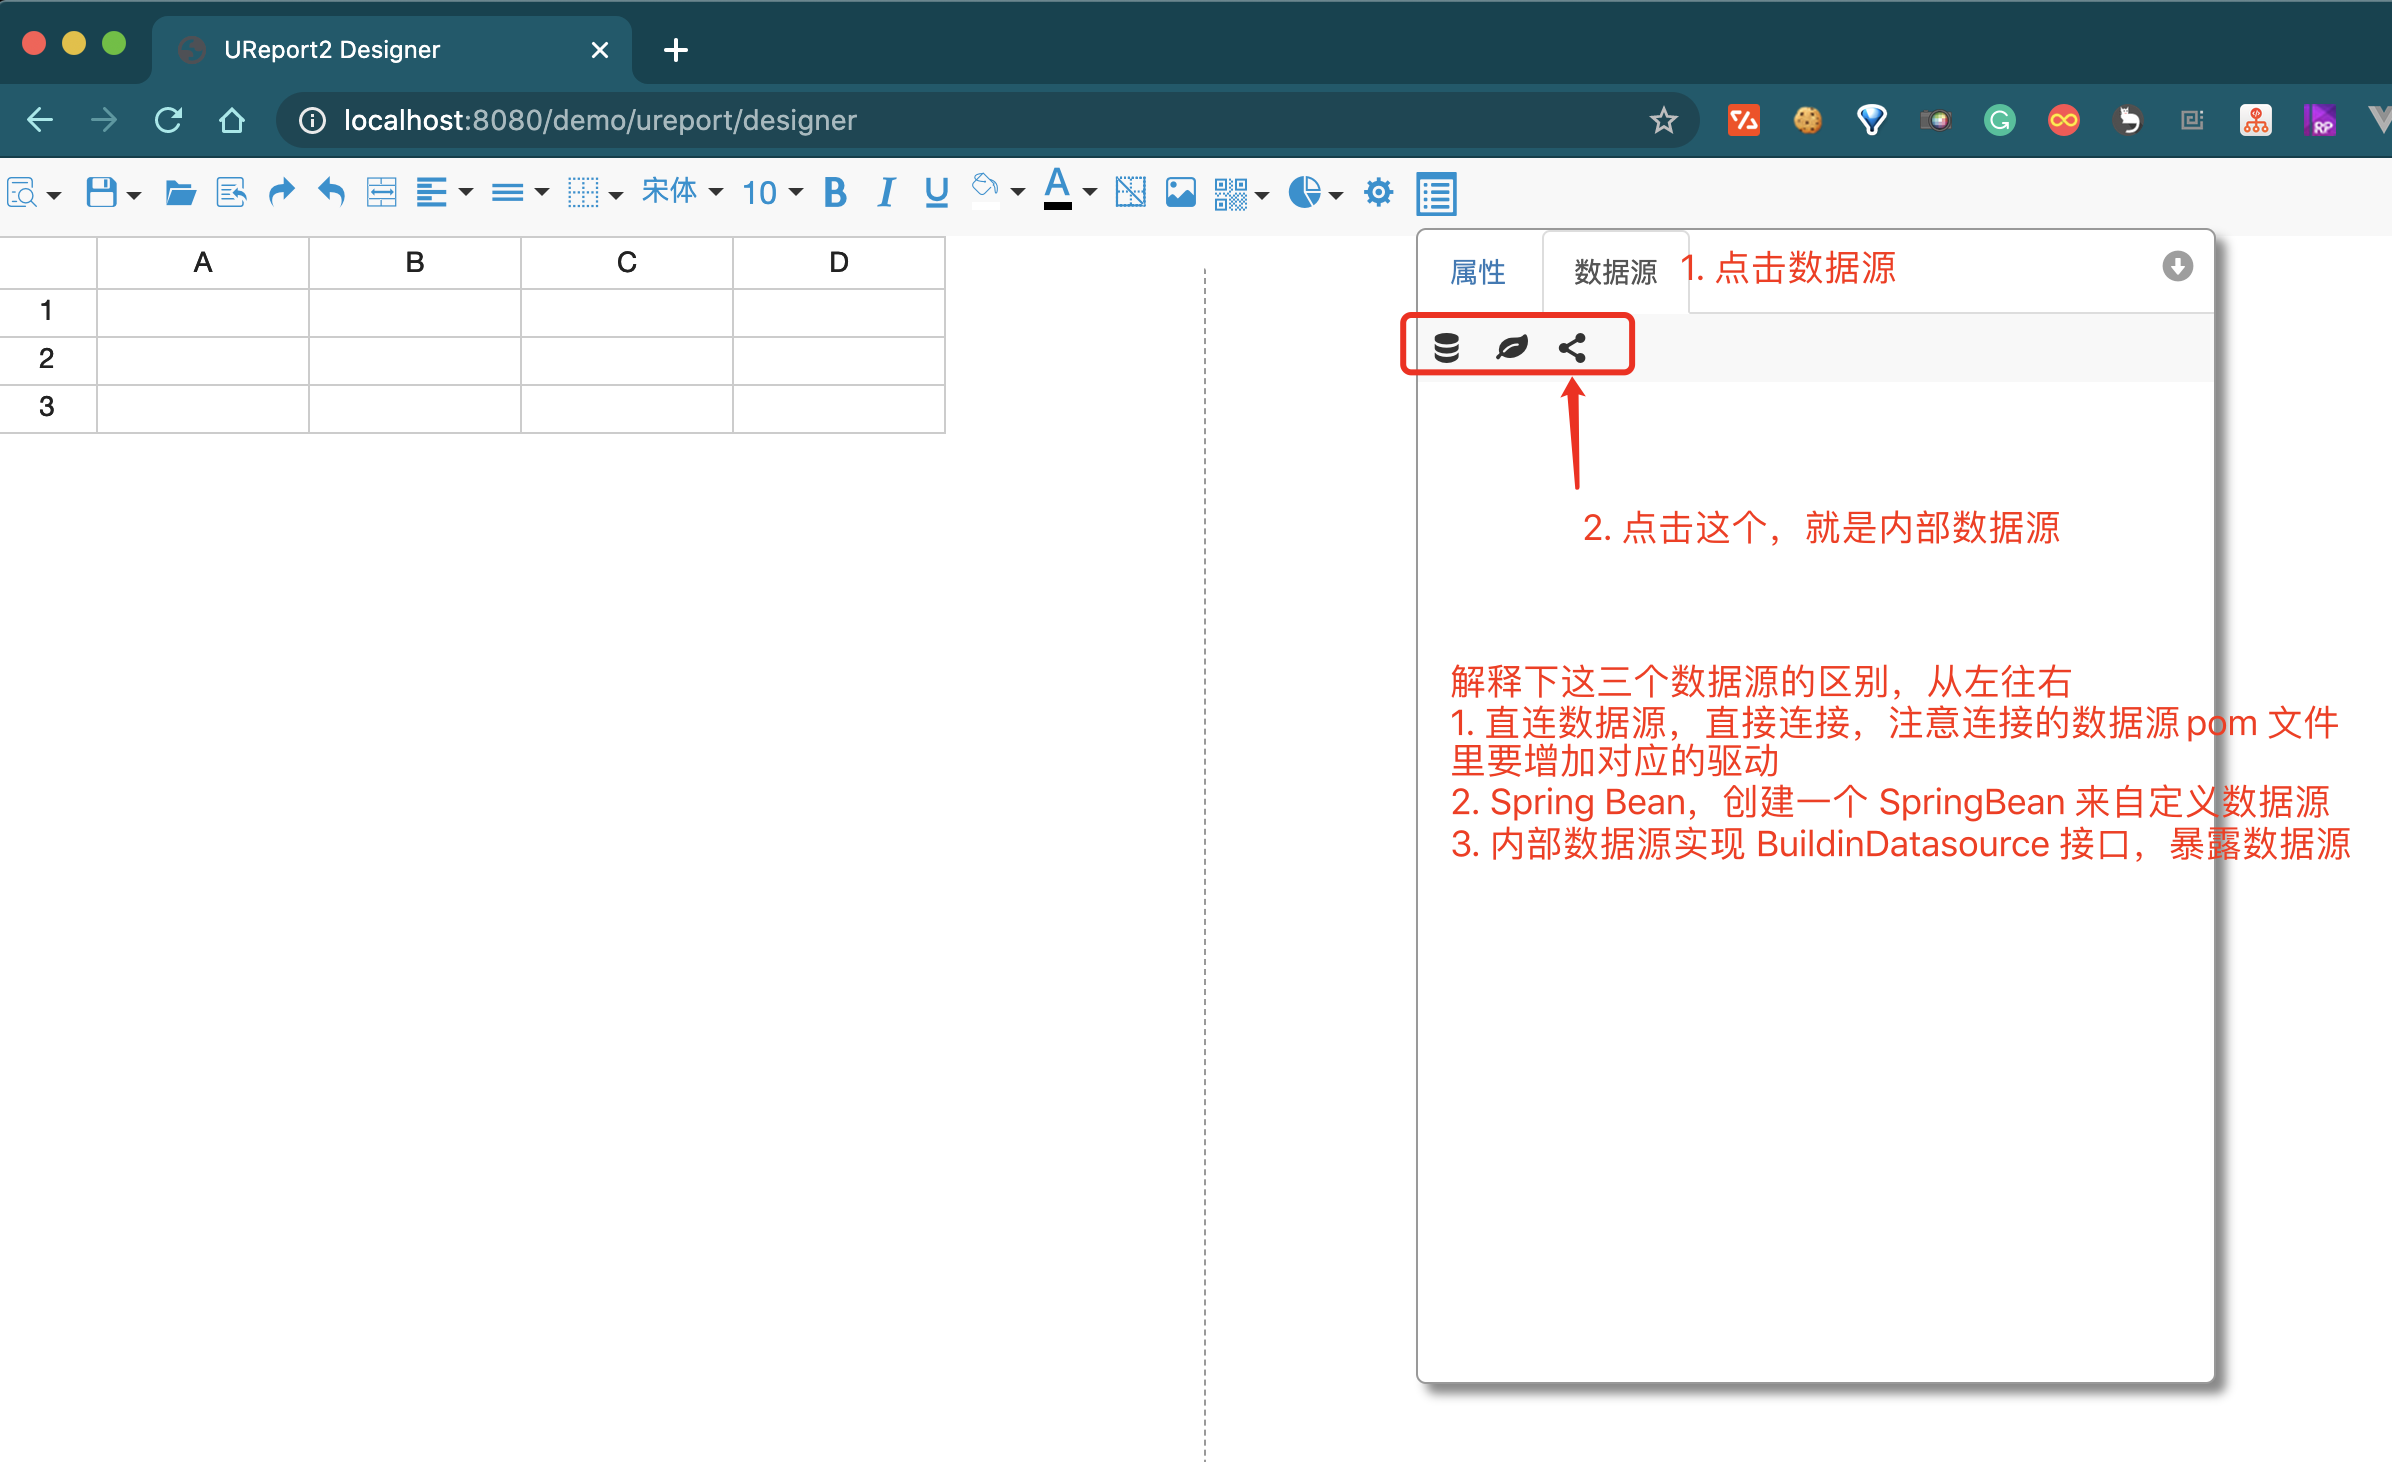 UReport2 Designer
localhost:8080/demo/ureport/designer
宋体 10 B I U A
属性 数据源 1. 点击数据源
A B C D
1
2
3
2. 点击这个，就是内部数据源
解释下这三个数据源的区别，从左往右
1. 直连数据源，直接连接，注意连接的数据源pom 文件
里要增加对应的驱动
2. Spring Bean，创建一个 SpringBean 来自定义数据源
3. 内部数据源实现 BuildinDatasource 接口，暴露数据源
RP